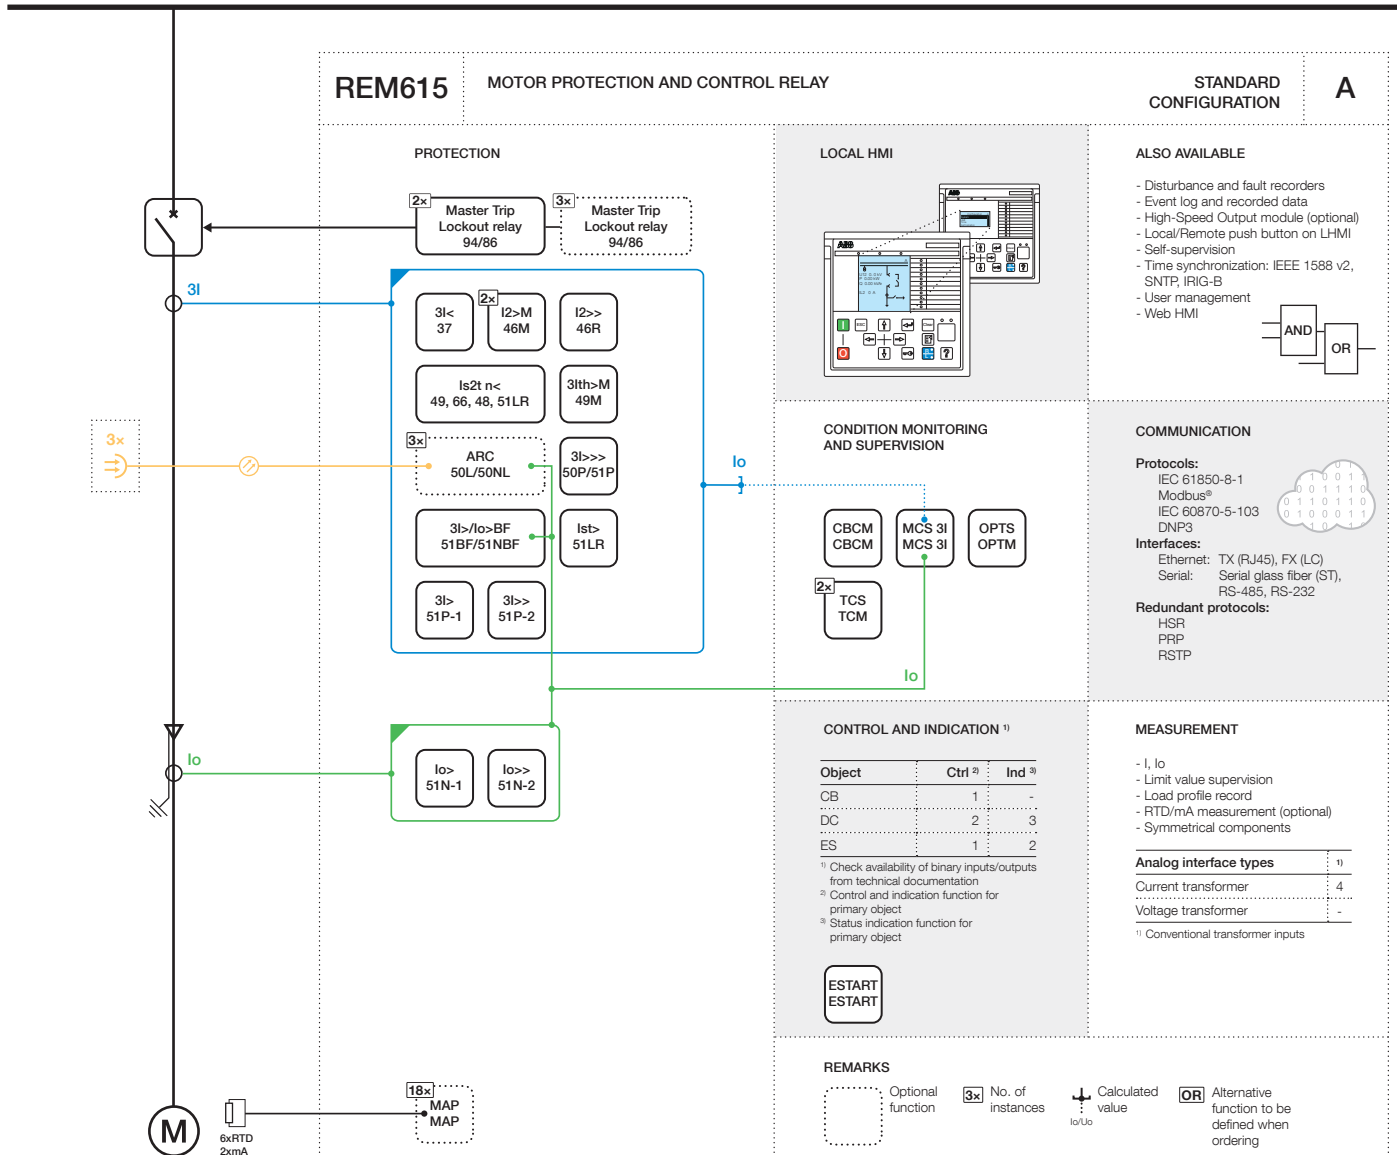 REM615
MOTOR PROTECTION AND CONTROL RELAY
STANDARD
CONFIGURATION
A
PROTECTION
2×
Master Trip
Lockout relay
94/86
3×
Master Trip
Lockout relay
94/86
3I
3I<
37
2×
I2>M
46M
I2>>
46R
Is2t n<
49, 66, 48, 51LR
3Ith>M
49M
3×
3×
ARC
50L/50NL
3I>>>
50P/51P
3I>/Io>BF
51BF/51NBF
Ist>
51LR
3I>
51P-1
3I>>
51P-2
Io
Io
Io
Io>
51N-1
Io>>
51N-2
M
6xRTD
2xmA
18×
MAP
MAP
LOCAL HMI
ABB
ABB
ESC
Clear
I
O
?
?
ALSO AVAILABLE
- Disturbance and fault recorders
- Event log and recorded data
- High-Speed Output module (optional)
- Local/Remote push button on LHMI
- Self-supervision
- Time synchronization: IEEE 1588 v2,
SNTP, IRIG-B
- User management
- Web HMI
AND
OR
CONDITION MONITORING
AND SUPERVISION
CBCM
CBCM
MCS 3I
MCS 3I
OPTS
OPTM
2×
TCS
TCM
COMMUNICATION
Protocols:
IEC 61850-8-1
Modbus®
IEC 60870-5-103
DNP3
Interfaces:
Ethernet: TX (RJ45), FX (LC)
Serial: Serial glass fiber (ST),
RS-485, RS-232
Redundant protocols:
HSR
PRP
RSTP
CONTROL AND INDICATION 1)
Object Ctrl 2) Ind 3)
CB 1 -
DC 2 3
ES 1 2
1) Check availability of binary inputs/outputs
from technical documentation
2) Control and indication function for
primary object
3) Status indication function for
primary object
ESTART
ESTART
MEASUREMENT
- I, Io
- Limit value supervision
- Load profile record
- RTD/mA measurement (optional)
- Symmetrical components
Analog interface types 1)
Current transformer 4
Voltage transformer -
1) Conventional transformer inputs
REMARKS
Optional
function
3×
No. of
instances
Io/Uo
Calculated
value
OR
Alternative
function to be
defined when
ordering